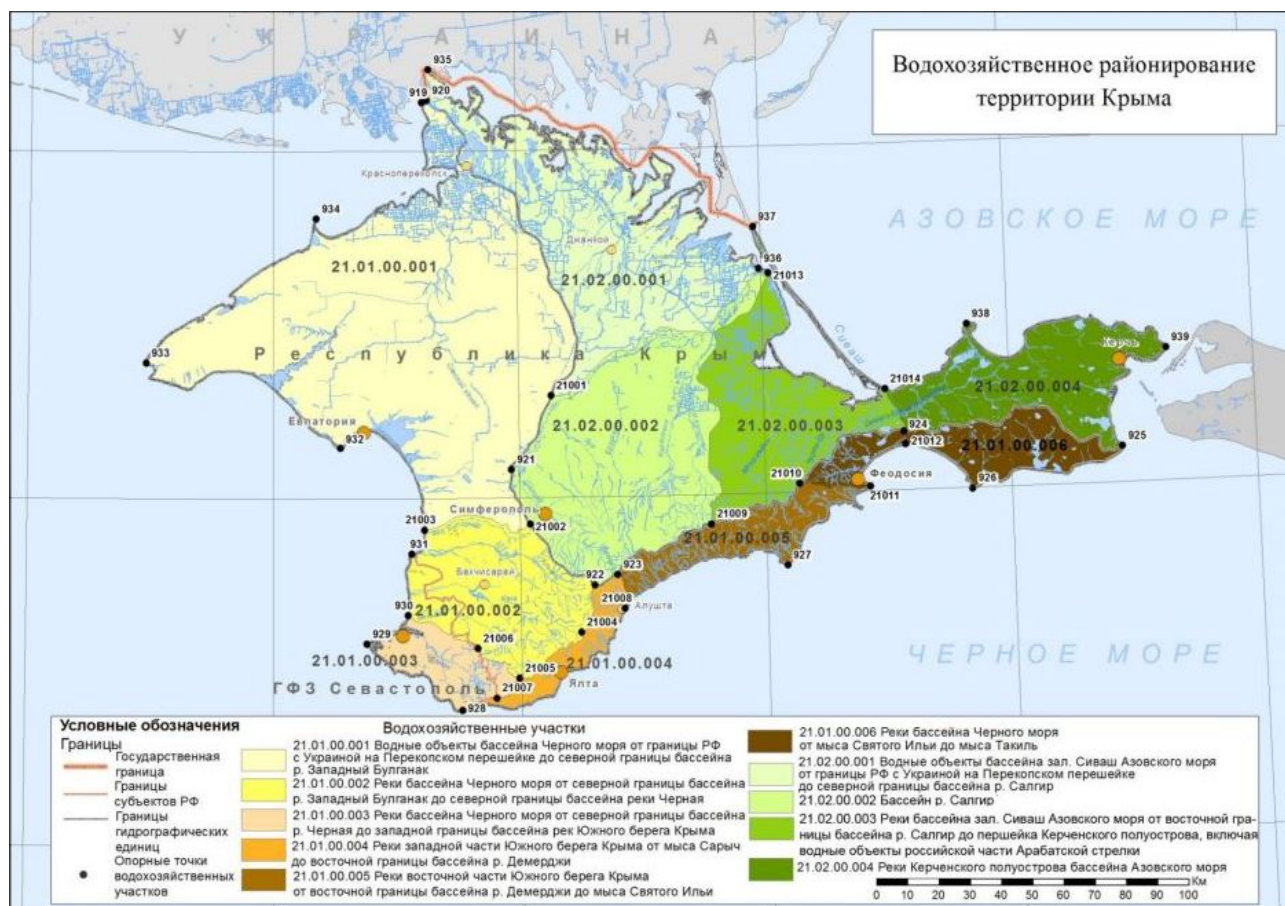 УКРАИНА
Водохозяйственное районирование
территории Крыма
935
919
920
Красноперекопск
934
937
АЗОВСКОЕ МОРЕ
Джанкой
936
21013
21.01.00.001
21.02.00.001
938
Сиваш
939
Керчь
Республика Крым
933
21001
21014
21.02.00.004
Евпатория
932
21.02.00.002
21.02.00.003
924
21012
21.01.00.006
925
921
21010
Феодосия
926
21011
Симферополь
21003
21002
21009
21.01.00.005
931
927
Бахчисарай
922
923
930
21.01.00.002
21008
Алушта
929
21004
21006
21.01.00.003
21005
21.01.00.004
ЧЕРНОЕ МОРЕ
ГФЗ Севастополь
21007
Ялта
928
Условные обозначения
Границы
Государственная
граница
Границы
субъектов РФ
Границы
гидрографических
единиц
Опорные точки
водохозяйственных
участков
Водохозяйственные участки
21.01.00.001 Водные объекты бассейна Черного моря от границы РФ
с Украиной на Перекопском перешейке до северной границы бассейна
р. Западный Булганак
21.01.00.002 Реки бассейна Черного моря от северной границы бассейна
р. Западный Булганак до северной границы бассейна реки Черная
21.01.00.003 Реки бассейна Черного моря от северной границы бассейна
р. Черная до западной границы бассейна рек Южного берега Крыма
21.01.00.004 Реки западной части Южного берега Крыма от мыса Сарыч
до восточной границы бассейна р. Демерджи
21.01.00.005 Реки восточной части Южного берега Крыма
от восточной границы бассейна р. Демерджи до мыса Святого Ильи
21.01.00.006 Реки бассейна Черного моря
от мыса Святого Ильи до мыса Такиль
21.02.00.001 Водные объекты бассейна зал. Сиваш Азовского моря
от границы РФ с Украиной на Перекопском перешейке
до северной границы бассейна р. Салгир
21.02.00.002 Бассейн р. Салгир
21.02.00.003 Реки бассейна зал. Сиваш Азовского моря от восточной гра-
ницы бассейна р. Салгир до першейка Керченского полуострова, включая
водные объекты российской части Арабатской стрелки
21.02.00.004 Реки Керченского полуострова бассейна Азовского моря
Км
0 10 20 30 40 50 60 70 80 90 100